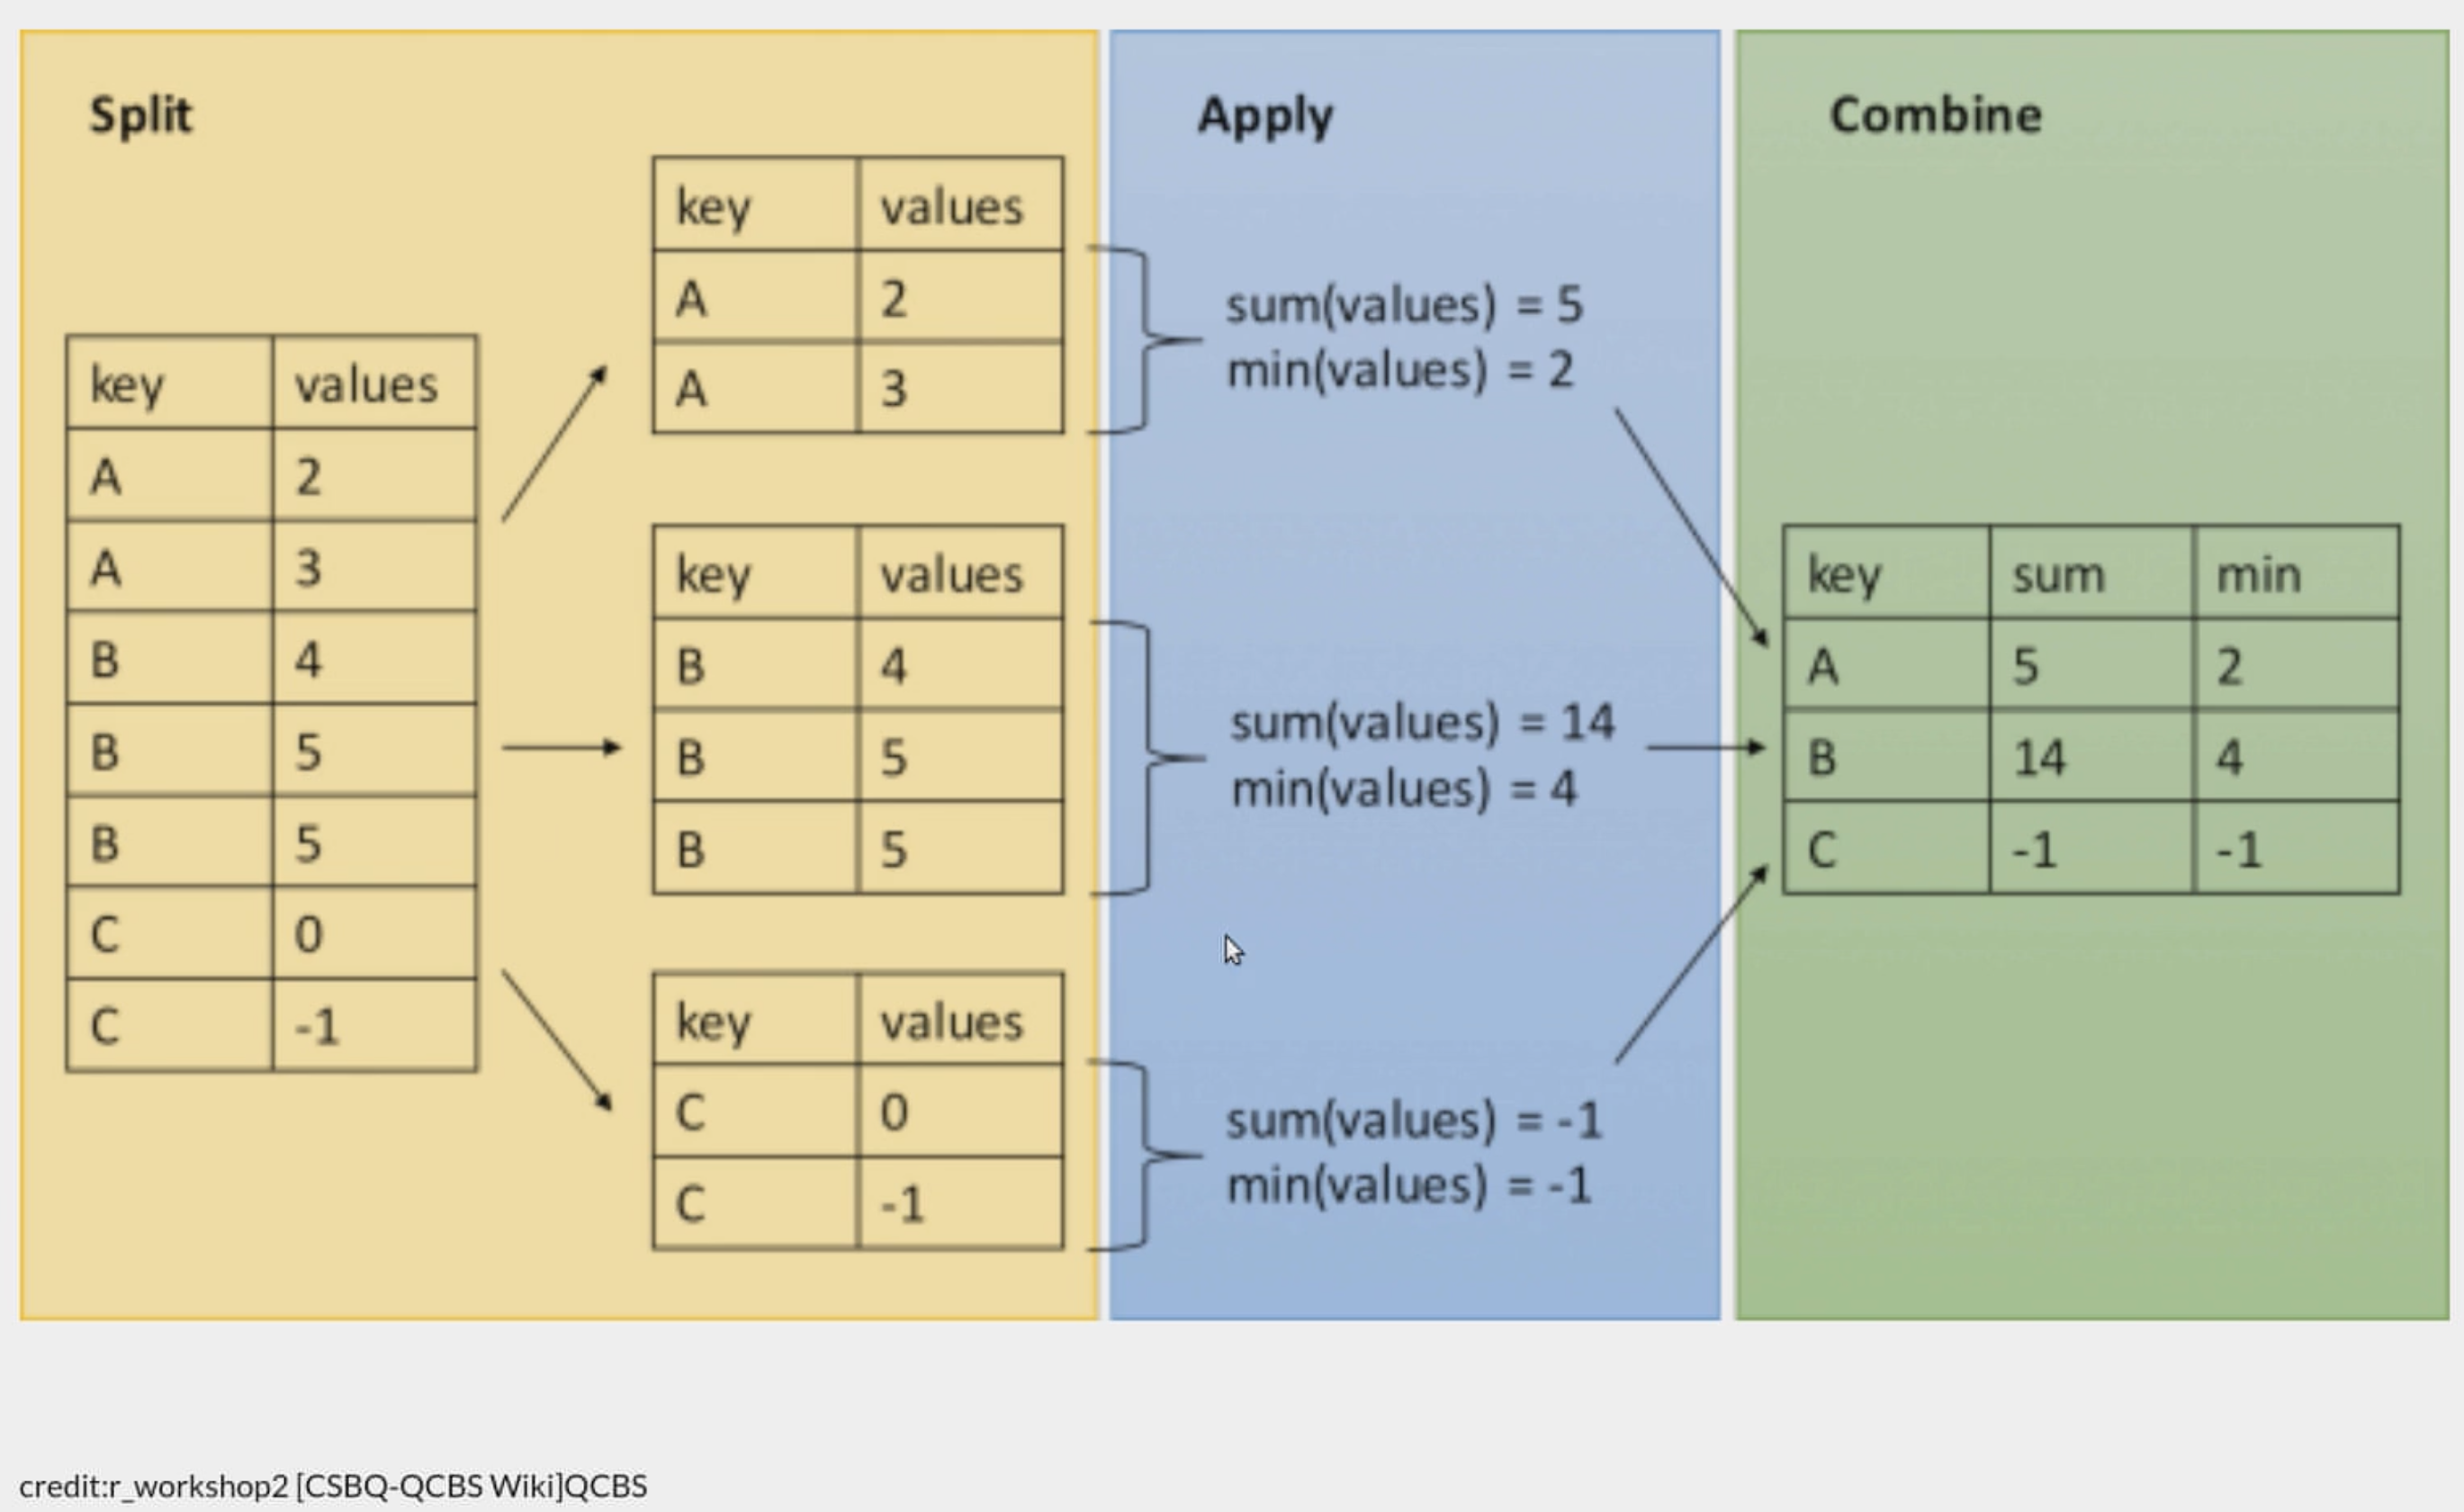 Split
key values
A 2
A 3
B 4
B 5
B 5
C 0
C -1
key values
A 2
A 3
key values
B 4
B 5
B 5
key values
C 0
C -1
Apply
sum(values) = 5
min(values) = 2
sum(values) = 14
min(values) = 4
sum(values) = -1
min(values) = -1
Combine
key sum min
A 5 2
B 14 4
C -1 -1
credit:r_workshop2 [CSBQ-QCBS Wiki]QCBS